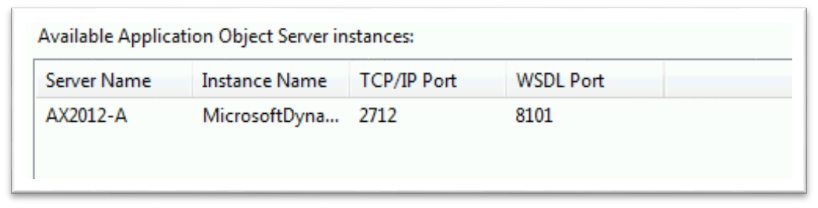 Available Application Object Server instances:
Server Name Instance Name TCP/IP Port WSDL Port
AX2012-A MicrosoftDyna... 2712 8101